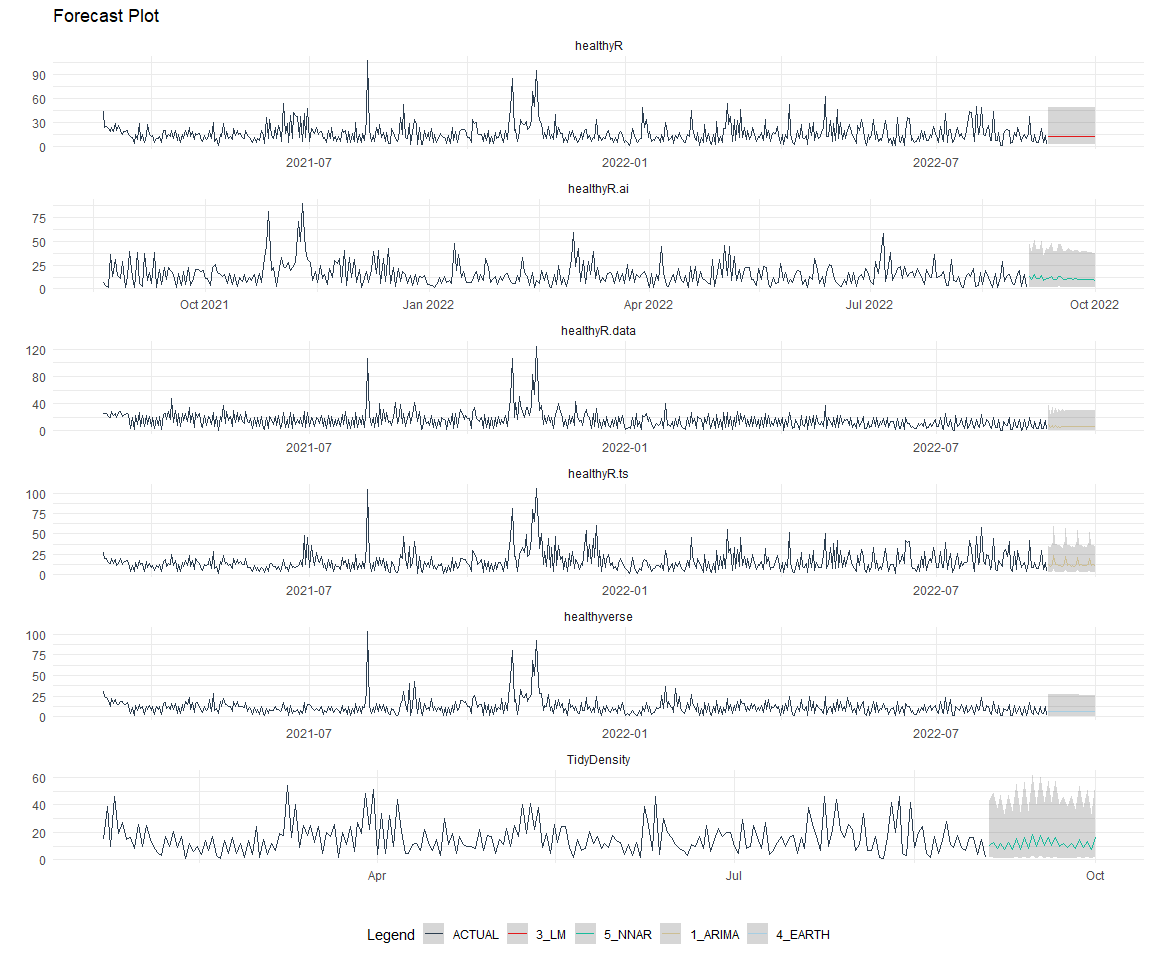 Forecast Plot
healthyR
90
60
30
0
2021-07 2022-01 2022-07
healthyR.ai
75
50
25
0
Oct 2021 Jan 2022 Apr 2022 Jul 2022 Oct 2022
healthyR.data
120
80
40
0
2021-07 2022-01 2022-07
healthyR.ts
100
75
50
25
0
2021-07 2022-01 2022-07
healthyverse
100
75
50
25
0
2021-07 2022-01 2022-07
TidyDensity
60
40
20
0
Apr Jul Oct
Legend ACTUAL 3_LM 5_NNAR 1_ARIMA 4_EARTH